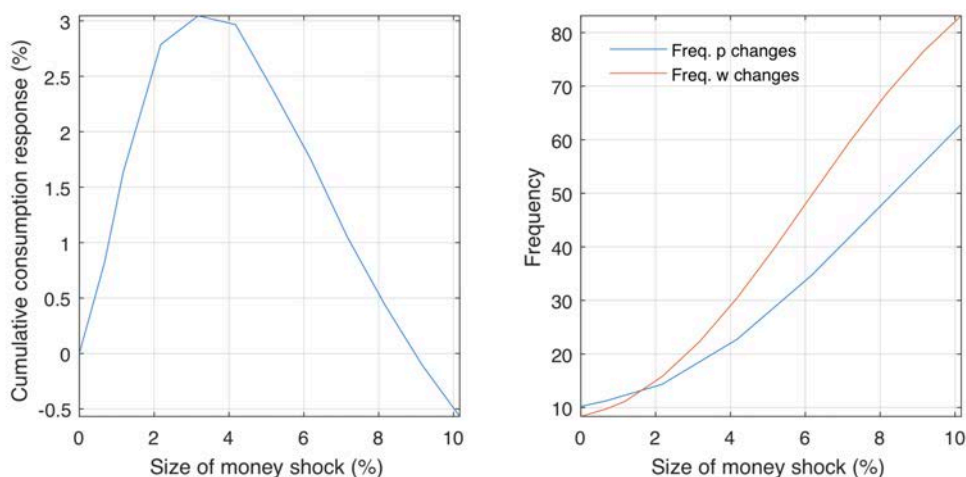 Cumulative consumption response (%)
3
2.5
2
1.5
1
0.5
0
-0.5
0 2 4 6 8 10
Size of money shock (%)
Frequency
80
70
60
50
40
30
20
10
Freq. p changes
Freq. w changes
0 2 4 6 8 10
Size of money shock (%)